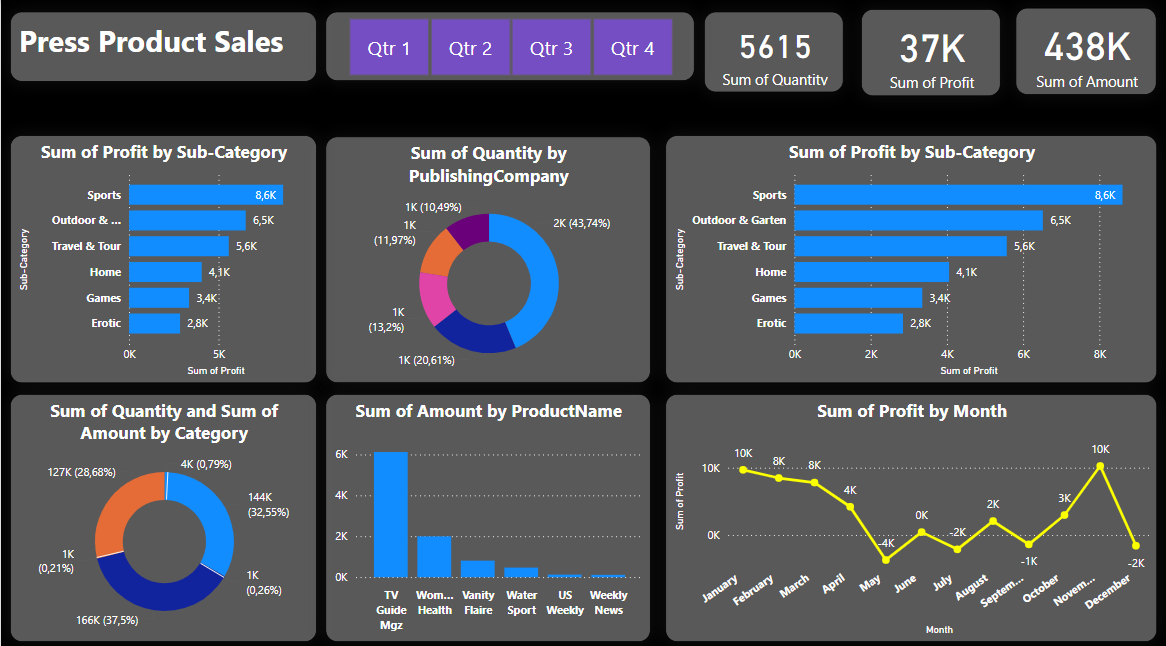 Press Product Sales
Qtr 1
Qtr 2
Qtr 3
Qtr 4
5615
Sum of Quantity
37K
Sum of Profit
438K
Sum of Amount
Sum of Profit by Sub-Category
Sub-Category
Sports
8,6K
Outdoor & ...
6,5K
Travel & Tour
5,6K
Home
4,1K
Games
3,4K
Erotic
2,8K
0K
5K
Sum of Profit
Sum of Quantity by
PublishingCompany
1K (10,49%)
2K (43,74%)
1K
(11,97%)
1K
(13,2%)
1K (20,61%)
Sum of Profit by Sub-Category
Sub-Category
Sports
8,6K
Outdoor & Garten
6,5K
Travel & Tour
5,6K
Home
4,1K
Games
3,4K
Erotic
2,8K
0K
2K
4K
6K
8K
Sum of Profit
Sum of Quantity and Sum of
Amount by Category
127K (28,68%)
4K (0,79%)
144K
(32,55%)
1K
(0,21%)
1K
(0,26%)
166K (37,5%)
Sum of Amount by ProductName
6K
4K
2K
0K
TV
Guide
Mgz
Wom...
Health
Vanity
Flaire
Water
Sport
US
Weekly
Weekly
News
Sum of Profit by Month
Sum of Profit
10K
0K
10K
8K
8K
4K
-4K
0K
-2K
2K
-1K
3K
10K
-2K
January
February
March
April
May
June
July
August
Septem...
October
Novem...
December
Month